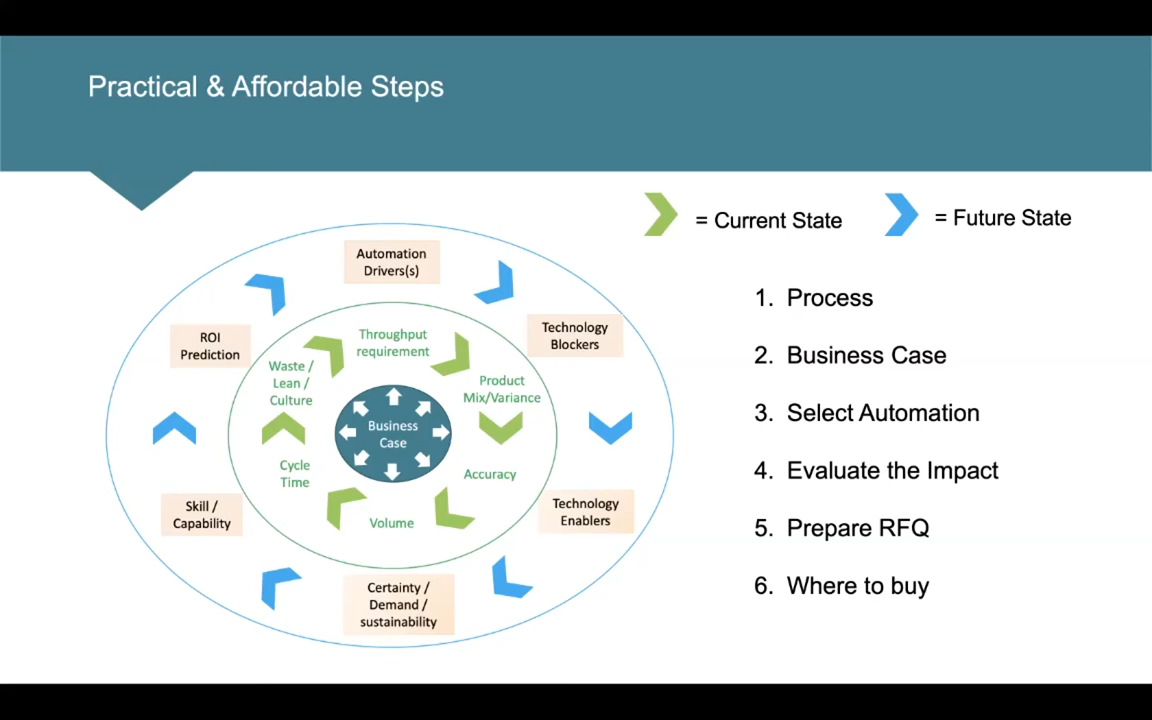 Practical & Affordable Steps
= Current State
= Future State
Automation
Drivers(s)
Technology
Blockers
Technology
Enablers
Certainty /
Demand /
sustainability
Skill /
Capability
ROI
Prediction
Throughput
requirement
Product
Mix/Variance
Accuracy
Volume
Cycle
Time
Waste /
Lean /
Culture
Business
Case
1. Process
2. Business Case
3. Select Automation
4. Evaluate the Impact
5. Prepare RFQ
6. Where to buy